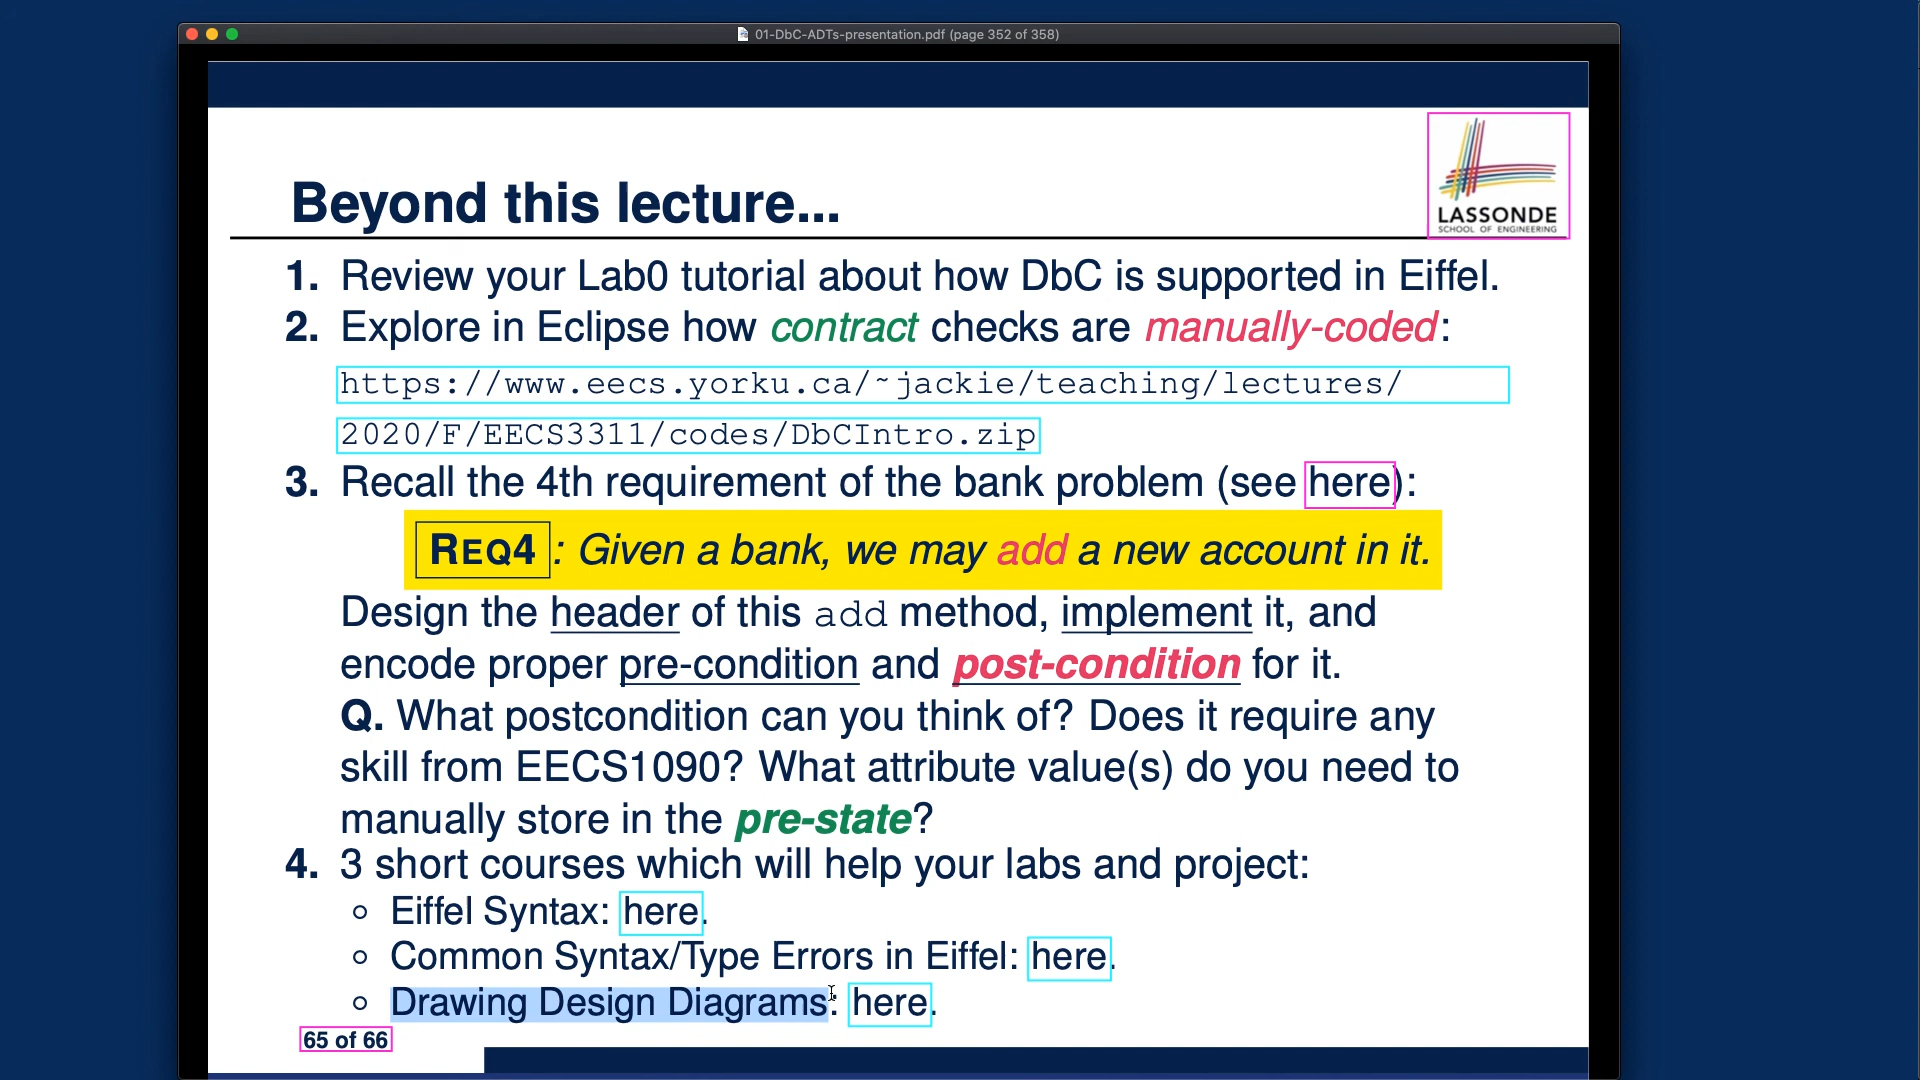 01-DbC-ADTs-presentation.pdf (page 352 of 358)
LASSONDE
SCHOOL OF ENGINEERING
Beyond this lecture...
1. Review your Lab0 tutorial about how DbC is supported in Eiffel.
2. Explore in Eclipse how contract checks are manually-coded:
https://www.eecs.yorku.ca/~jackie/teaching/lectures/
2020/F/EECS3311/codes/DbCIntro.zip
3. Recall the 4th requirement of the bank problem (see here):
REQ4: Given a bank, we may add a new account in it.
Design the header of this add method, implement it, and
encode proper pre-condition and post-condition for it.
Q. What postcondition can you think of? Does it require any
skill from EECS1090? What attribute value(s) do you need to
manually store in the pre-state?
4. 3 short courses which will help your labs and project:
○ Eiffel Syntax: here.
○ Common Syntax/Type Errors in Eiffel: here.
○ Drawing Design Diagrams: here.
65 of 66